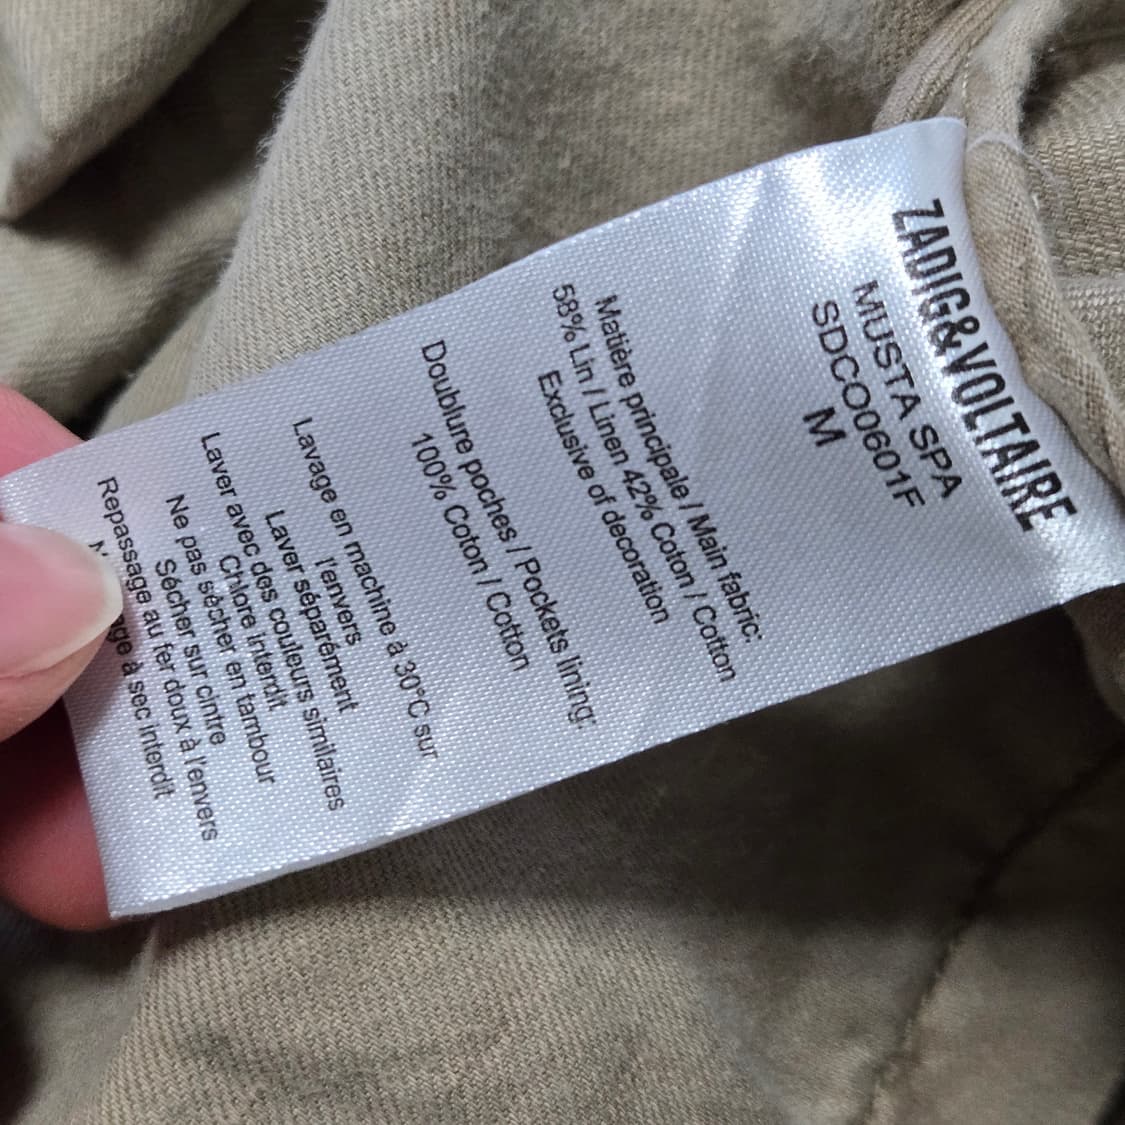 ZADIG&VOLTAIRE
MUSTA SPA
SDCO0601F
M
Matière principale / Main fabric:
58% Lin / Linen 42% Coton / Cotton
Exclusive of decoration
Doublure poches / Pockets lining:
100% Coton / Cotton
Lavage en machine à 30°C sur
l'envers
Laver séparément
Laver avec des couleurs similaires
Chlore interdit
Ne pas sécher en tambour
Sécher sur cintre
Repassage au fer doux à l'envers
à sec interdit